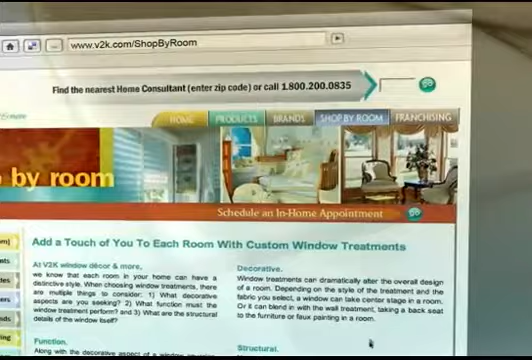 www.v2k.com/ShopByRoom
Find the nearest Home Consultant (enter zip code) or call 1.800.200.0835
& more
HOME PRODUCTS BRANDS SHOP BY ROOM FRANCHISING
by room
Schedule an In-Home Appointment
Add a Touch of You To Each Room With Custom Window Treatments
At V2K window décor & more,
we know that each room in your home can have a
distinctive style. When choosing window treatments, there
are multiple things to consider: 1) What decorative
aspects are you seeking? 2) What function must the
window treatment perform? and 3) What are the structural
details of the window itself?
Function.
Along with the decorative aspect of a window
Decorative.
Window treatments can dramatically alter the overall design
of a room. Depending on the style of the treatment and the
fabric you select, a window can take center stage in a room.
Or it can blend in with the wall treatment, taking a back seat
to the furniture or faux painting in a room.
Structural.